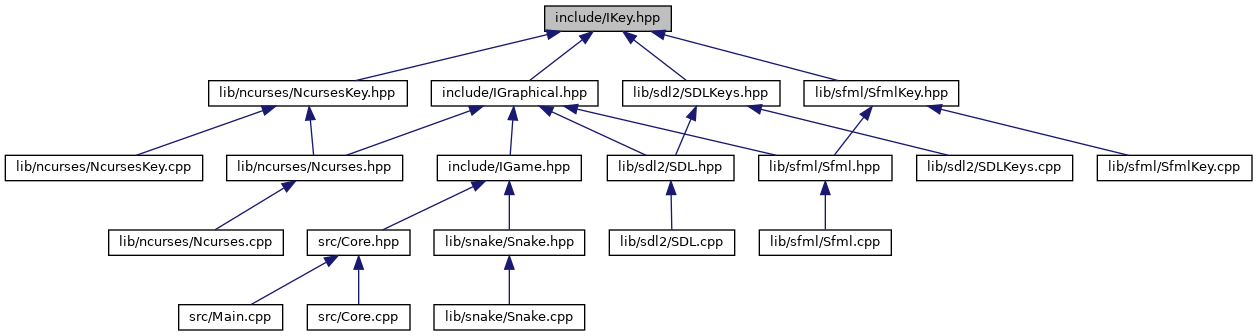 include/IKey.hpp
lib/ncurses/NcursesKey.hpp
include/IGraphical.hpp
lib/sdl2/SDLKeys.hpp
lib/sfml/SfmlKey.hpp
lib/ncurses/NcursesKey.cpp
lib/ncurses/Ncurses.hpp
include/IGame.hpp
lib/sdl2/SDL.hpp
lib/sfml/Sfml.hpp
lib/sdl2/SDLKeys.cpp
lib/sfml/SfmlKey.cpp
lib/ncurses/Ncurses.cpp
src/Core.hpp
lib/snake/Snake.hpp
lib/sdl2/SDL.cpp
lib/sfml/Sfml.cpp
src/Main.cpp
src/Core.cpp
lib/snake/Snake.cpp